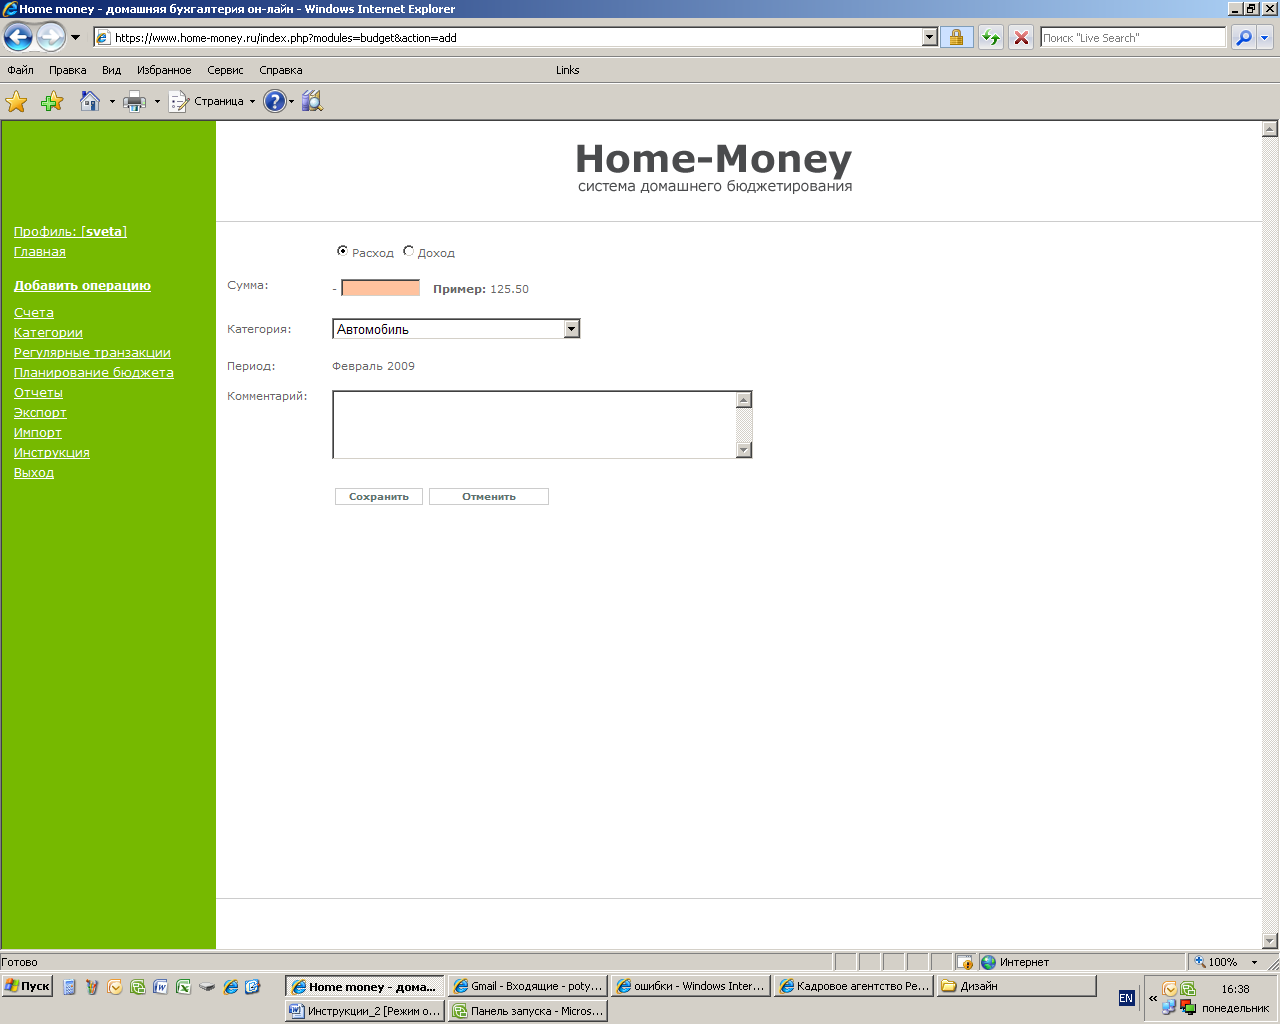 Home money - домашняя бухгалтерия он-лайн - Windows Internet Explorer
https://www.home-money.ru/index.php?modules=budget&action=add
Поиск "Live Search"
Файл Правка Вид Избранное Сервис Справка Links
Страница
Home-Money
система домашнего бюджетирования
Профиль: [sveta]
Главная
Добавить операцию
Счета
Категории
Регулярные транзакции
Планирование бюджета
Отчеты
Экспорт
Импорт
Инструкция
Выход
Расход Доход
Сумма: - Пример: 125.50
Категория: Автомобиль
Период: Февраль 2009
Комментарий:
Сохранить Отменить
Готово Интернет 100%
Пуск Home money - дома... Gmail - Входящие - poty... ошибки - Windows Inter... Кадровое агентство Ре... Дизайн EN 16:38
Инструкции_2 [Режим о... Панель запуска - Micros... понедельник